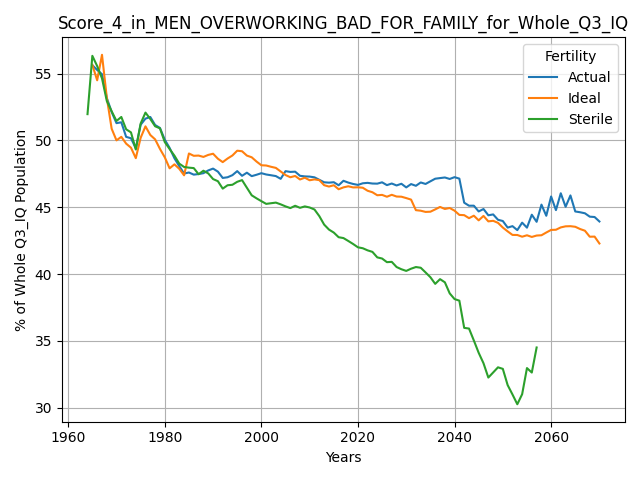 Score_4_in_MEN_OVERWORKING_BAD_FOR_FAMILY_for_Whole_Q3_IQ
Fertility
Actual
Ideal
Sterile
% of Whole Q3_IQ Population
55
50
45
40
35
30
1960
1980
2000
2020
2040
2060
Years